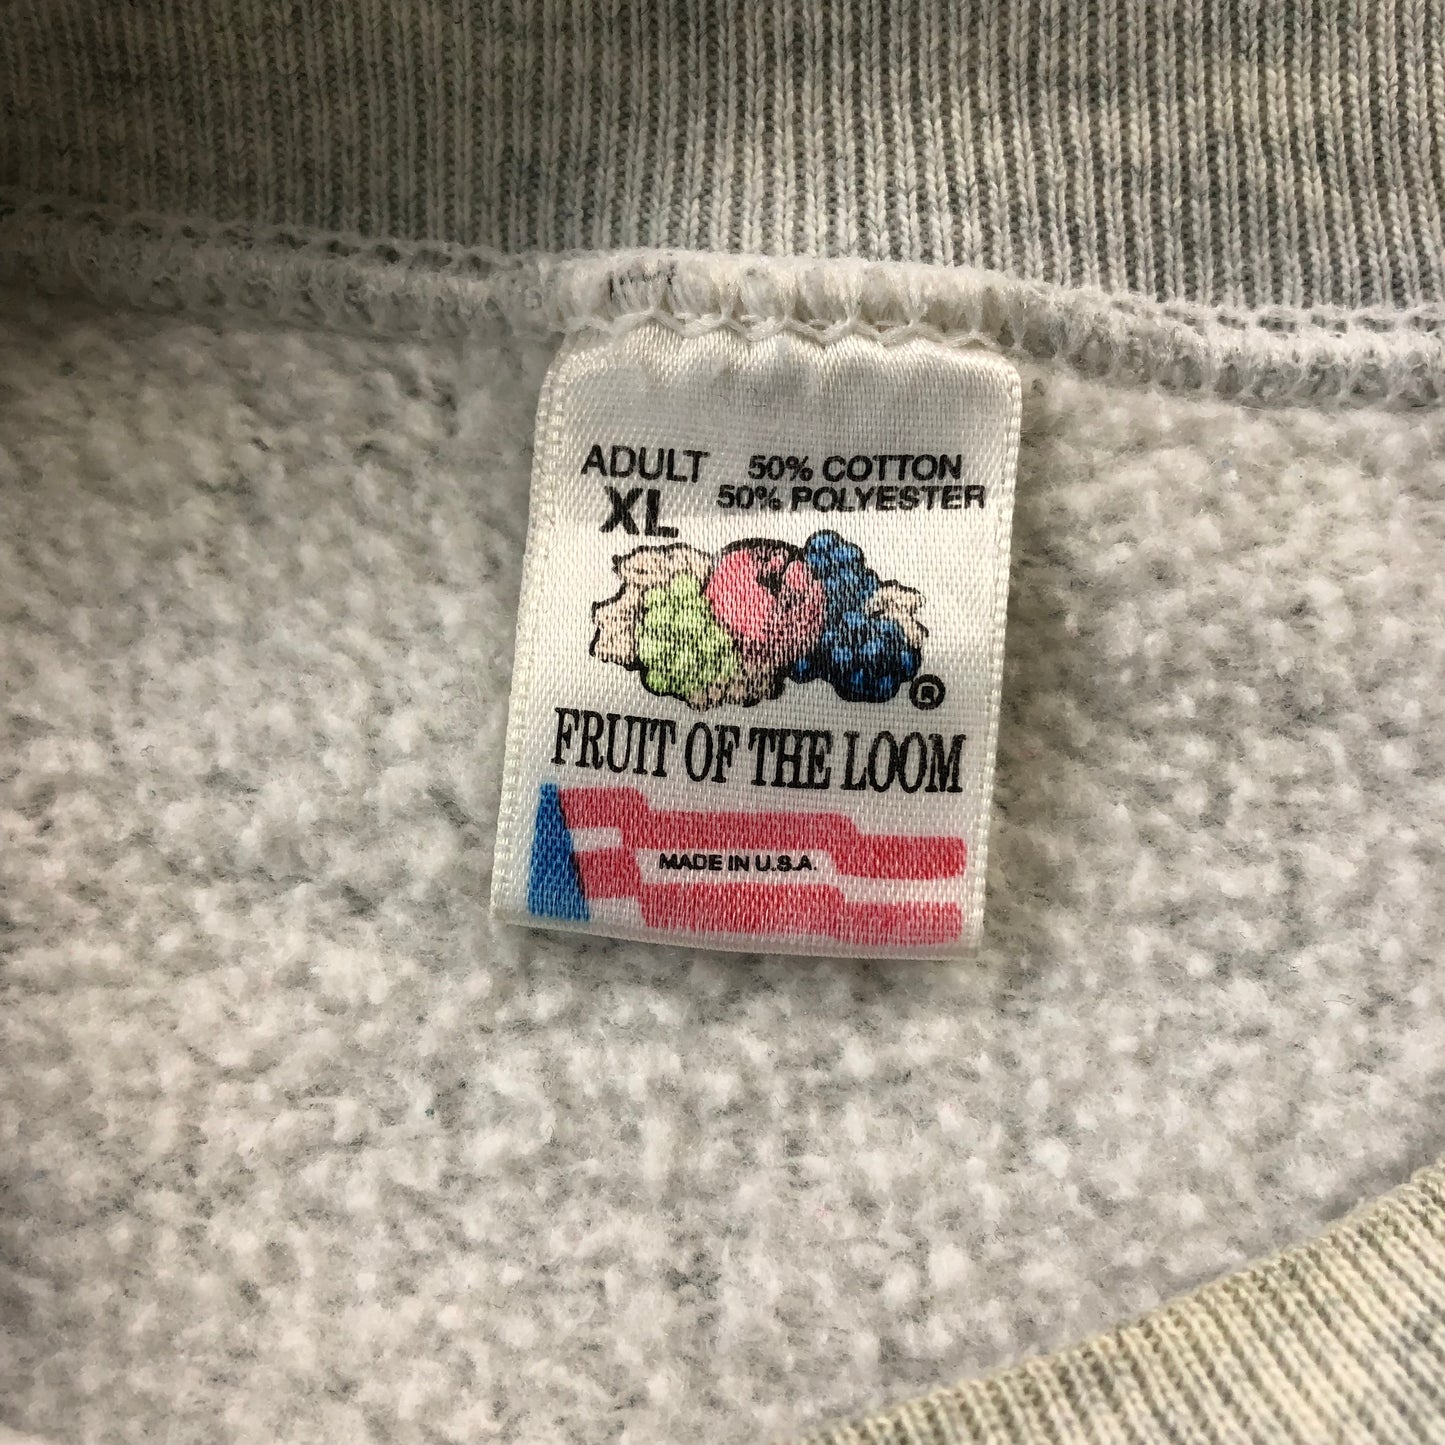 ADULT 50% COTTON
XL 50% POLYESTER
®
FRUIT OF THE LOOM
MADE IN U.S.A.